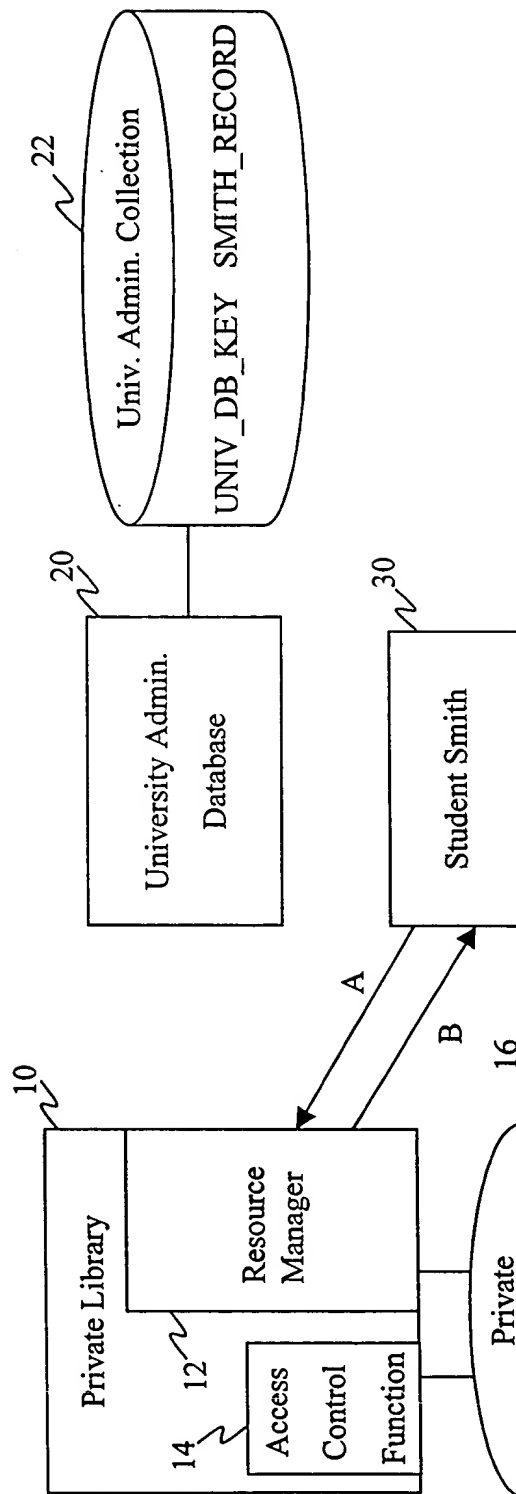 10
Private Library
12
Resource
Manager
14
Access
Control
Function
Private
16
A
B
20
University Admin.
Database
30
Student Smith
22
Univ. Admin. Collection
UNIV_DB_KEY SMITH_RECORD